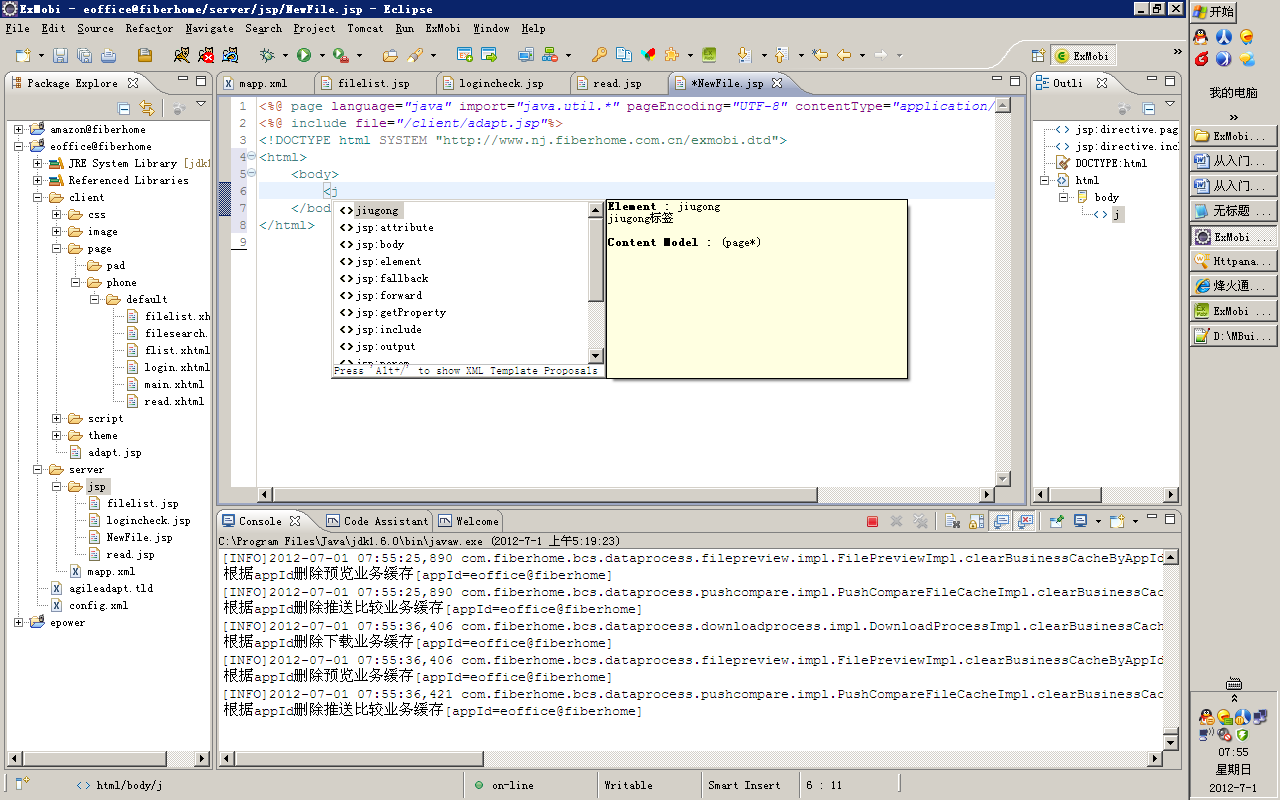 ExMobi - eoffice@fiberhome/server/jsp/NewFile.jsp - Eclipse
File Edit Source Refactor Navigate Search Project Tomcat Run ExMobi Window Help
ExMobi
Package Explore
amazon@fiberhome
eoffice@fiberhome
JRE System Library [jdk1
Referenced Libraries
client
css
image
page
pad
phone
default
filelist.xh
filesearch.
flist.xhtml
login.xhtml
main.xhtml
read.xhtml
script
theme
adapt.jsp
server
jsp
filelist.jsp
logincheck.jsp
NewFile.jsp
read.jsp
mapp.xml
agileadapt.tld
config.xml
epower
mapp.xml filelist.jsp logincheck.jsp read.jsp *NewFile.jsp
1 <%@ page language="java" import="java.util.*" pageEncoding="UTF-8" contentType="application/
2 <%@ include file="/client/adapt.jsp"%>
3 <!DOCTYPE html SYSTEM "http://www.nj.fiberhome.com.cn/exmobi.dtd">
4 <html>
5 <body>
6 <j
7 </bod
8 </html>
9
jiugong
jsp:attribute
jsp:body
jsp:element
jsp:fallback
jsp:forward
jsp:getProperty
jsp:include
jsp:output
jsp:param
Press 'Alt+/' to show XML Template Proposals
Element : jiugong
jiugong标签
Content Model : (page*)
Outli
jsp:directive.pag
jsp:directive.incl
DOCTYPE:html
html
body
j
Console Code Assistant Welcome
C:\Program Files\Java\jdk1.6.0\bin\javaw.exe (2012-7-1 上午5:19:23)
[INFO]2012-07-01 07:55:25,890 com.fiberhome.bcs.dataprocess.filepreview.impl.FilePreviewImpl.clearBusinessCacheByAppId
根据appId删除预览业务缓存[appId=eoffice@fiberhome]
[INFO]2012-07-01 07:55:25,890 com.fiberhome.bcs.dataprocess.pushcompare.impl.PushCompareFileCacheImpl.clearBusinessCac
根据appId删除推送比较业务缓存[appId=eoffice@fiberhome]
[INFO]2012-07-01 07:55:36,406 com.fiberhome.bcs.dataprocess.downloadprocess.impl.DownloadProcessImpl.clearBusinessCach
根据appId删除下载业务缓存[appId=eoffice@fiberhome]
[INFO]2012-07-01 07:55:36,406 com.fiberhome.bcs.dataprocess.filepreview.impl.FilePreviewImpl.clearBusinessCacheByAppId
根据appId删除预览业务缓存[appId=eoffice@fiberhome]
[INFO]2012-07-01 07:55:36,421 com.fiberhome.bcs.dataprocess.pushcompare.impl.PushCompareFileCacheImpl.clearBusinessCac
根据appId删除推送比较业务缓存[appId=eoffice@fiberhome]
html/body/j on-line Writable Smart Insert 6 : 11
开始
我的电脑
ExMobi...
从入门...
从入门...
无标题 ...
ExMobi ...
Httpana...
烽火通...
ExMobi ...
D:\MBui...
07:55
星期日
2012-7-1